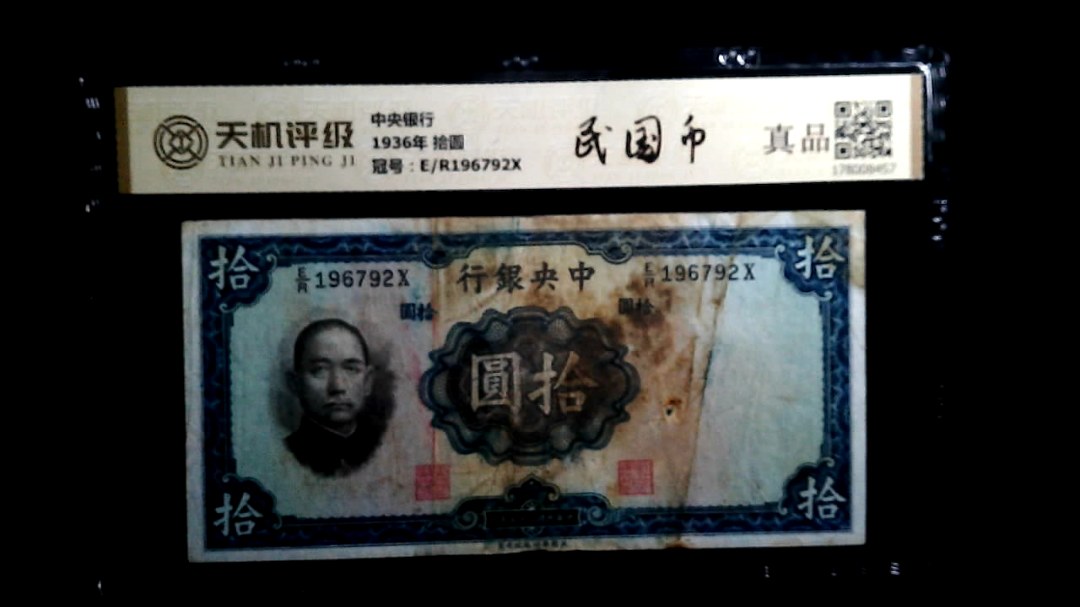 天机评级
TIAN JI PING JI
中央银行
1936年 拾圆
冠号：E/R196792X
民国币
真品
178008457
拾
E/R 196792X
行銀央中
E/R 196792X
拾
圓拾
圓拾
圓拾
拾
拾